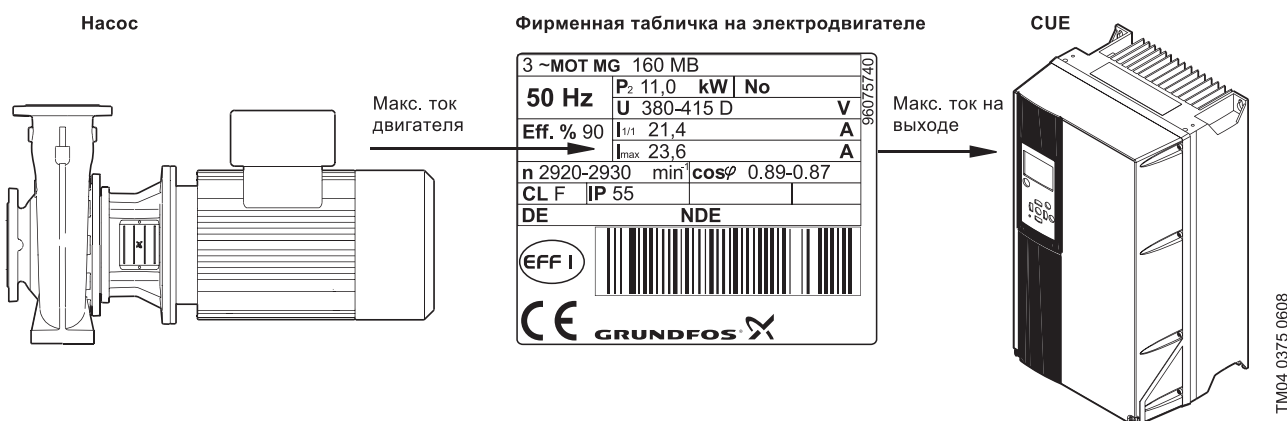 Насос
Фирменная табличка на электродвигателе
CUE
Макс. ток
двигателя
3 ~MOT MG 160 MB
50 Hz
P2 11,0 kW No
U 380-415 D V
Eff. % 90 I1/1 21,4 A
Imax 23,6 A
n 2920-2930 min-1 cosφ 0.89-0.87
CL F IP 55
DE NDE
96075740
EFF I
CE GRUNDFOS
Макс. ток на
выходе
TM04 0375 0608